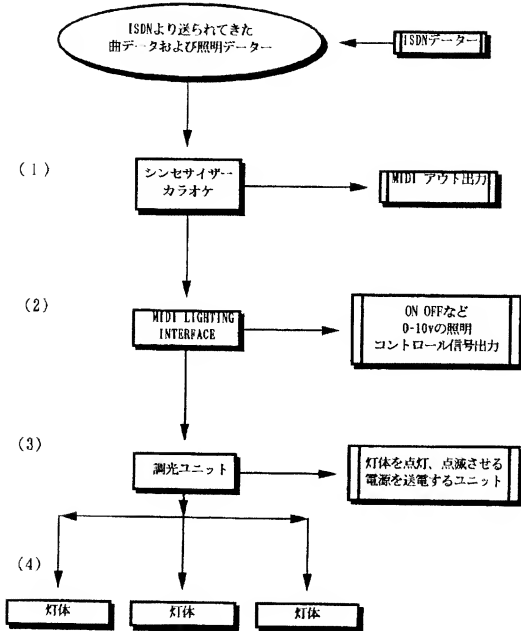 ISDNより送られてきた
曲データおよび照明データー
ISDNデーター
(1)
シンセサイザー
カラオケ
MIDI アウト出力
(2)
MIDI LIGHTING
INTERFACE
ON OFFなど
0-10vの照明
コントロール信号出力
(3)
調光ユニット
灯体を点灯、点滅させる
電源を送電するユニット
(4)
灯体
灯体
灯体